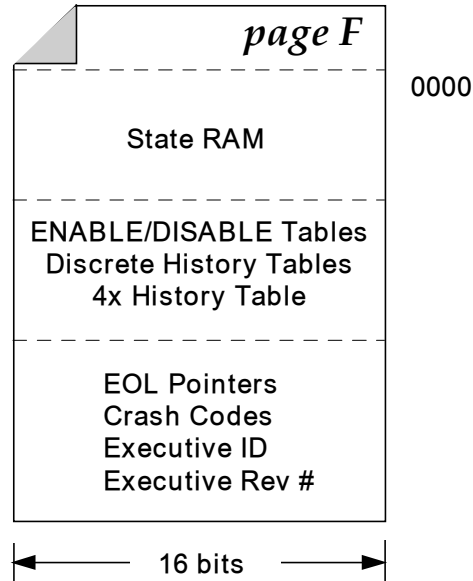 page F
0000
State RAM
ENABLE/DISABLE Tables
Discrete History Tables
4x History Table
EOL Pointers
Crash Codes
Executive ID
Executive Rev #
16 bits